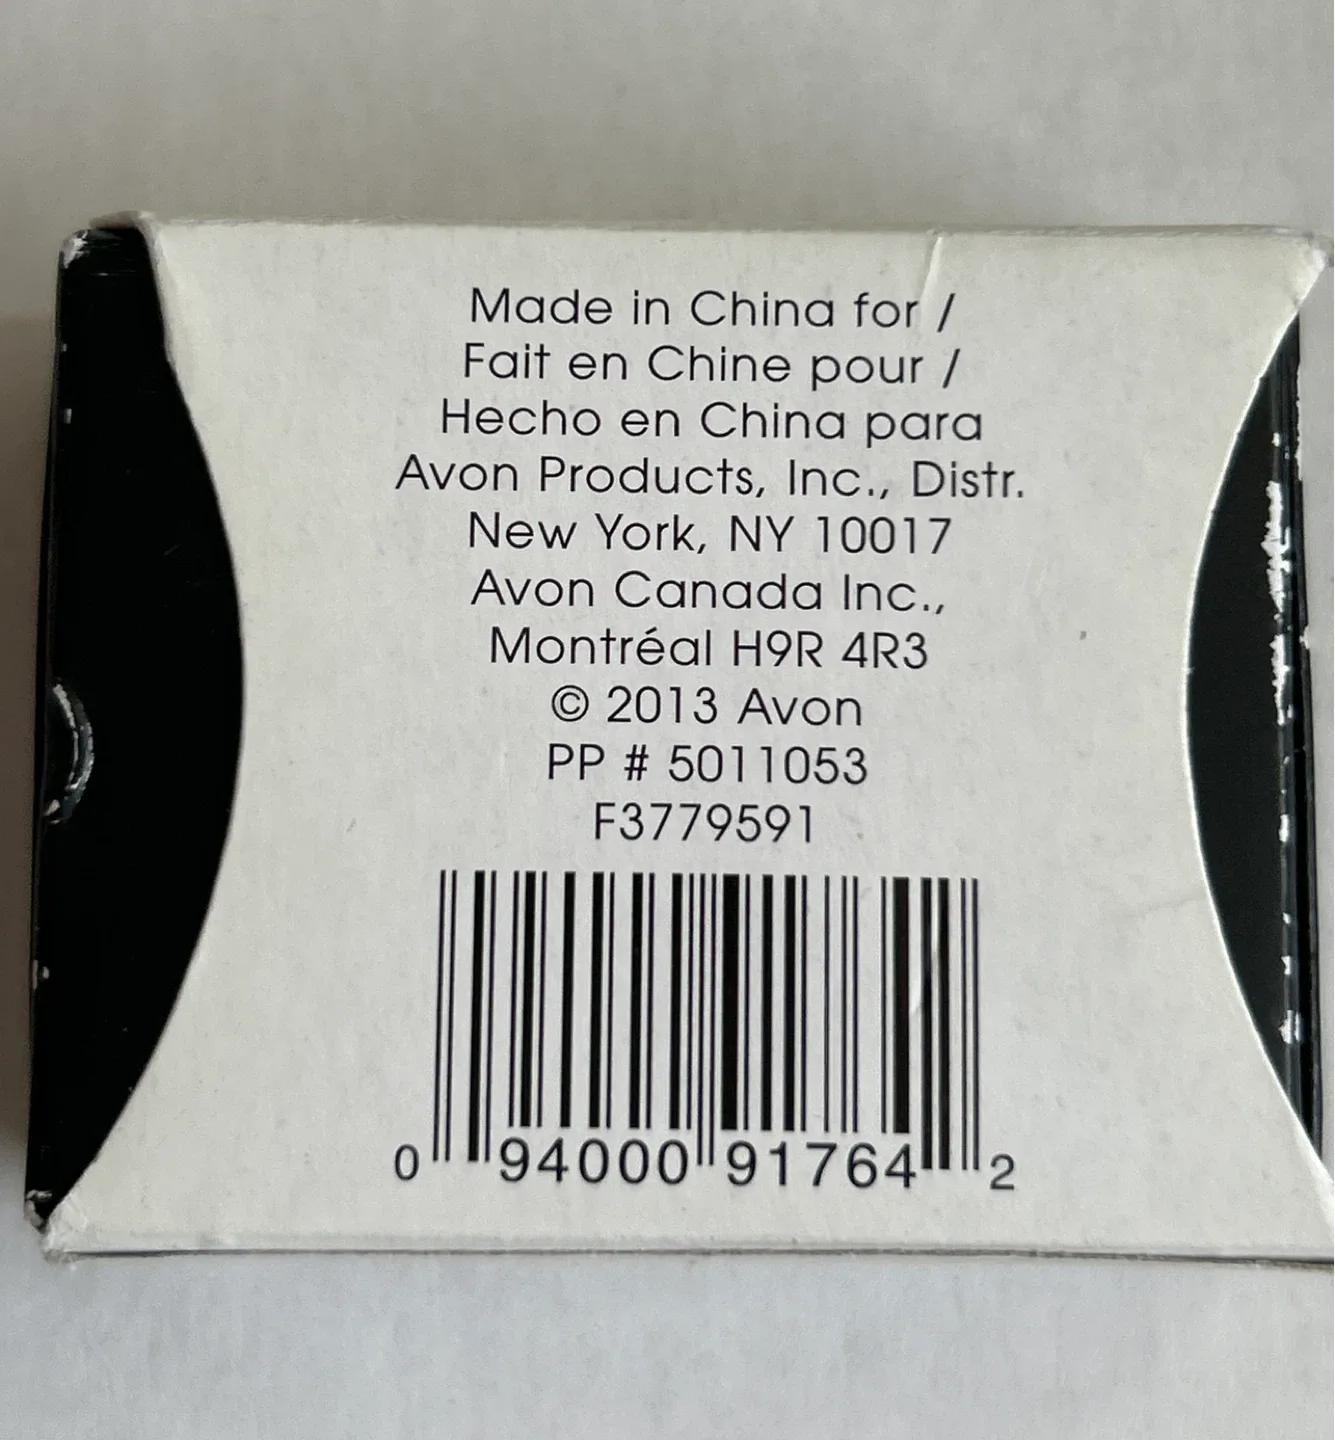 Made in China for /
Fait en Chine pour /
Hecho en China para
Avon Products, Inc., Distr.
New York, NY 10017
Avon Canada Inc.,
Montréal H9R 4R3
© 2013 Avon
PP # 5011053
F3779591
0 94000 91764 2